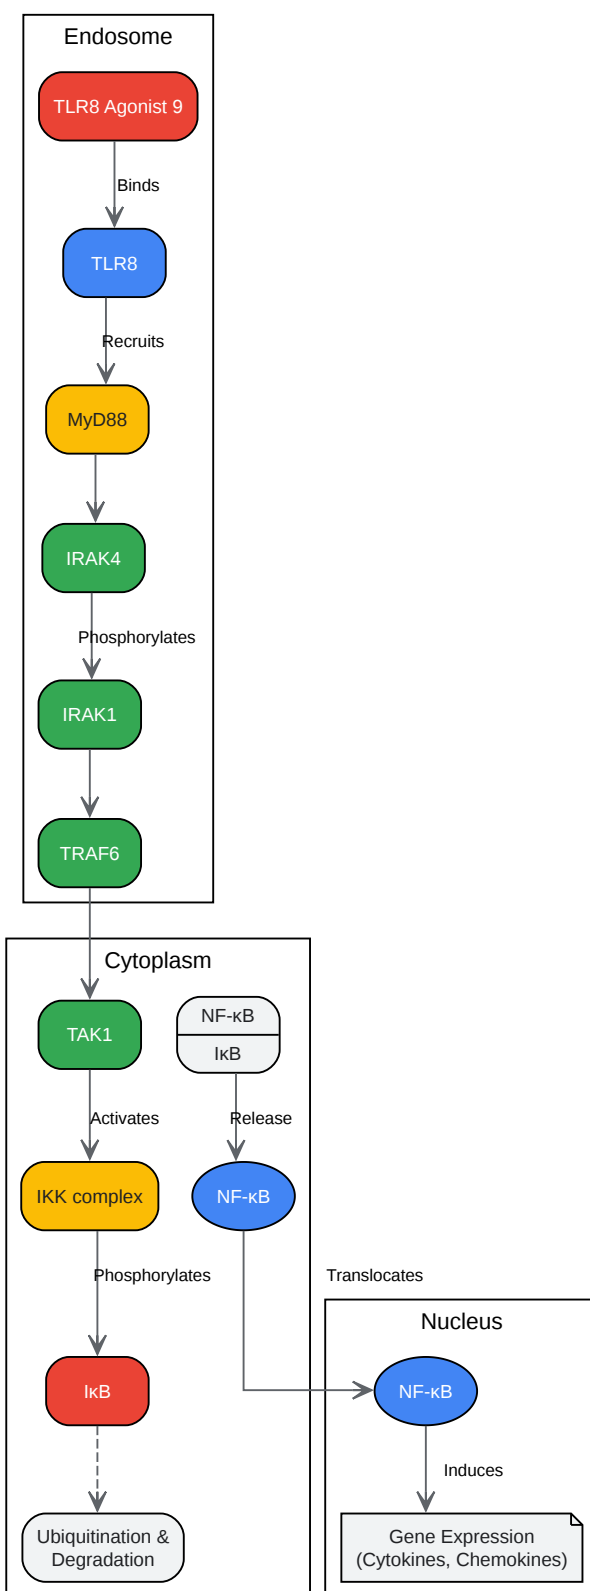 Endosome
TLR8 Agonist 9
Binds
TLR8
Recruits
MyD88
IRAK4
Phosphorylates
IRAK1
TRAF6
Cytoplasm
TAK1
NF-κB
IκB
Activates
Release
IKK complex
NF-κB
Phosphorylates
Translocates
Nucleus
IκB
NF-κB
Induces
Ubiquitination &
Degradation
Gene Expression
(Cytokines, Chemokines)